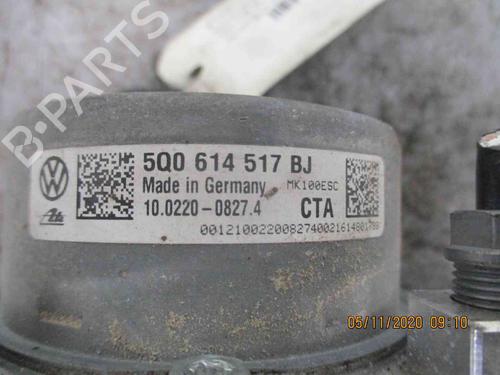 B-PARTS
VW
Ate
5Q0 614 517 BJ
Made in Germany MK100ESC
10.0220-0827.4 CTA
05/11/2020 09:10